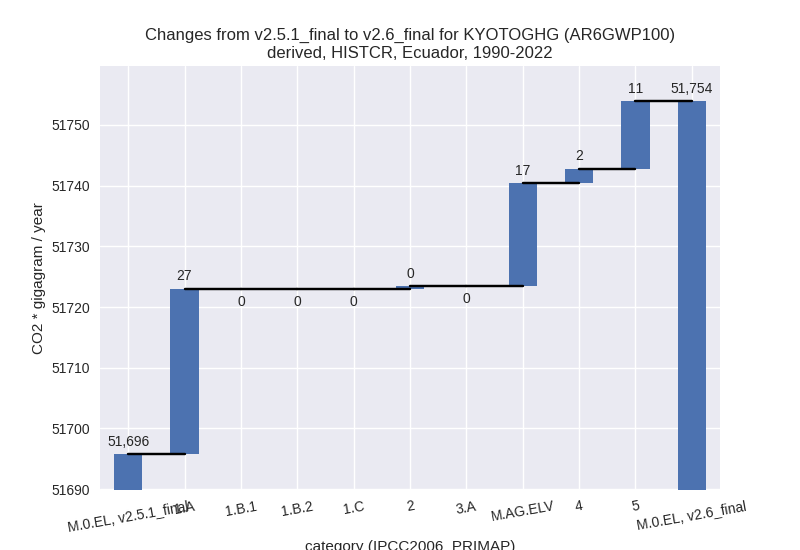 Changes from v2.5.1_final to v2.6_final for KYOTOGHG (AR6GWP100)
derived, HISTCR, Ecuador, 1990-2022
CO2 * gigagram / year
51750
51740
51730
51720
51710
51700
51690
51,696
27
0
0
0
0
0
17
2
11
51,754
M.0.EL, v2.5.1_final
1.A
1.B.1
1.B.2
1.C
2
3.A
M.AG.ELV
4
5
M.0.EL, v2.6_final
category (IPCC2006_PRIMAP)